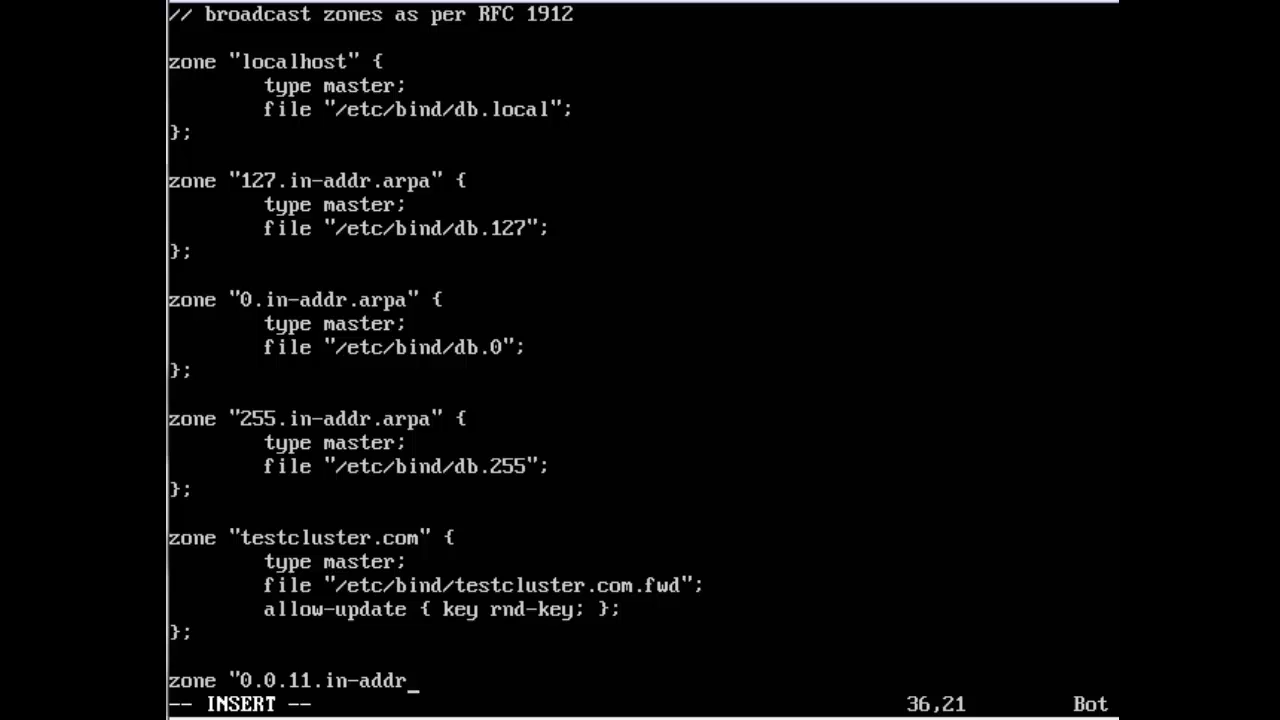 // broadcast zones as per RFC 1912
zone "localhost" {
type master;
file "/etc/bind/db.local";
};
zone "127.in-addr.arpa" {
type master;
file "/etc/bind/db.127";
};
zone "0.in-addr.arpa" {
type master;
file "/etc/bind/db.0";
};
zone "255.in-addr.arpa" {
type master;
file "/etc/bind/db.255";
};
zone "testcluster.com" {
type master;
file "/etc/bind/testcluster.com.fwd";
allow-update { key rnd-key; };
};
zone "0.0.11.in-addr_
-- INSERT -- 36,21 Bot